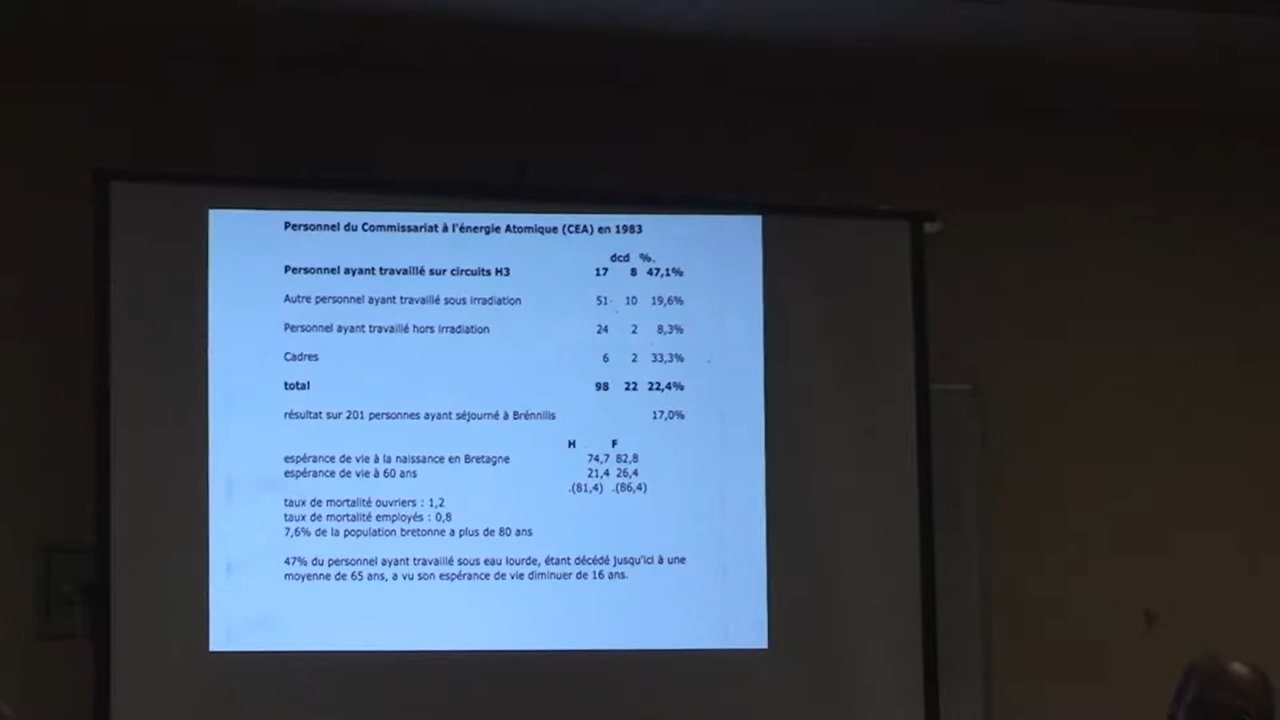 Personnel du Commissariat à l'énergie Atomique (CEA) en 1983
dcd %.
Personnel ayant travaillé sur circuits H3 17 8 47,1%
Autre personnel ayant travaillé sous irradiation 51 10 19,6%
Personnel ayant travaillé hors irradiation 24 2 8,3%
Cadres 6 2 33,3%
total 98 22 22,4%
résultat sur 201 personnes ayant séjourné à Brénnilis 17,0%
H F
espérance de vie à la naissance en Bretagne 74,7 82,8
espérance de vie à 60 ans 21,4 26,4
.(81,4) .(86,4)
taux de mortalité ouvriers : 1,2
taux de mortalité employés : 0,8
7,6% de la population bretonne a plus de 80 ans
47% du personnel ayant travaillé sous eau lourde, étant décédé jusqu'ici à une
moyenne de 65 ans, a vu son espérance de vie diminuer de 16 ans.